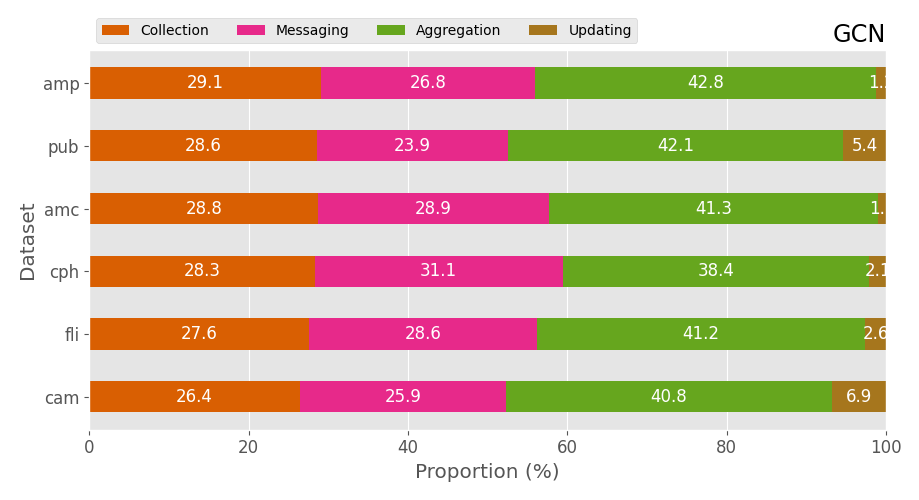 Collection Messaging Aggregation Updating GCN
amp 29.1 26.8 42.8
pub 28.6 23.9 42.1 5.4
amc 28.8 28.9 41.3
cph 28.3 31.1 38.4 2.1
fli 27.6 28.6 41.2 2.6
cam 26.4 25.9 40.8 6.9
Dataset
0 20 40 60 80 100
Proportion (%)